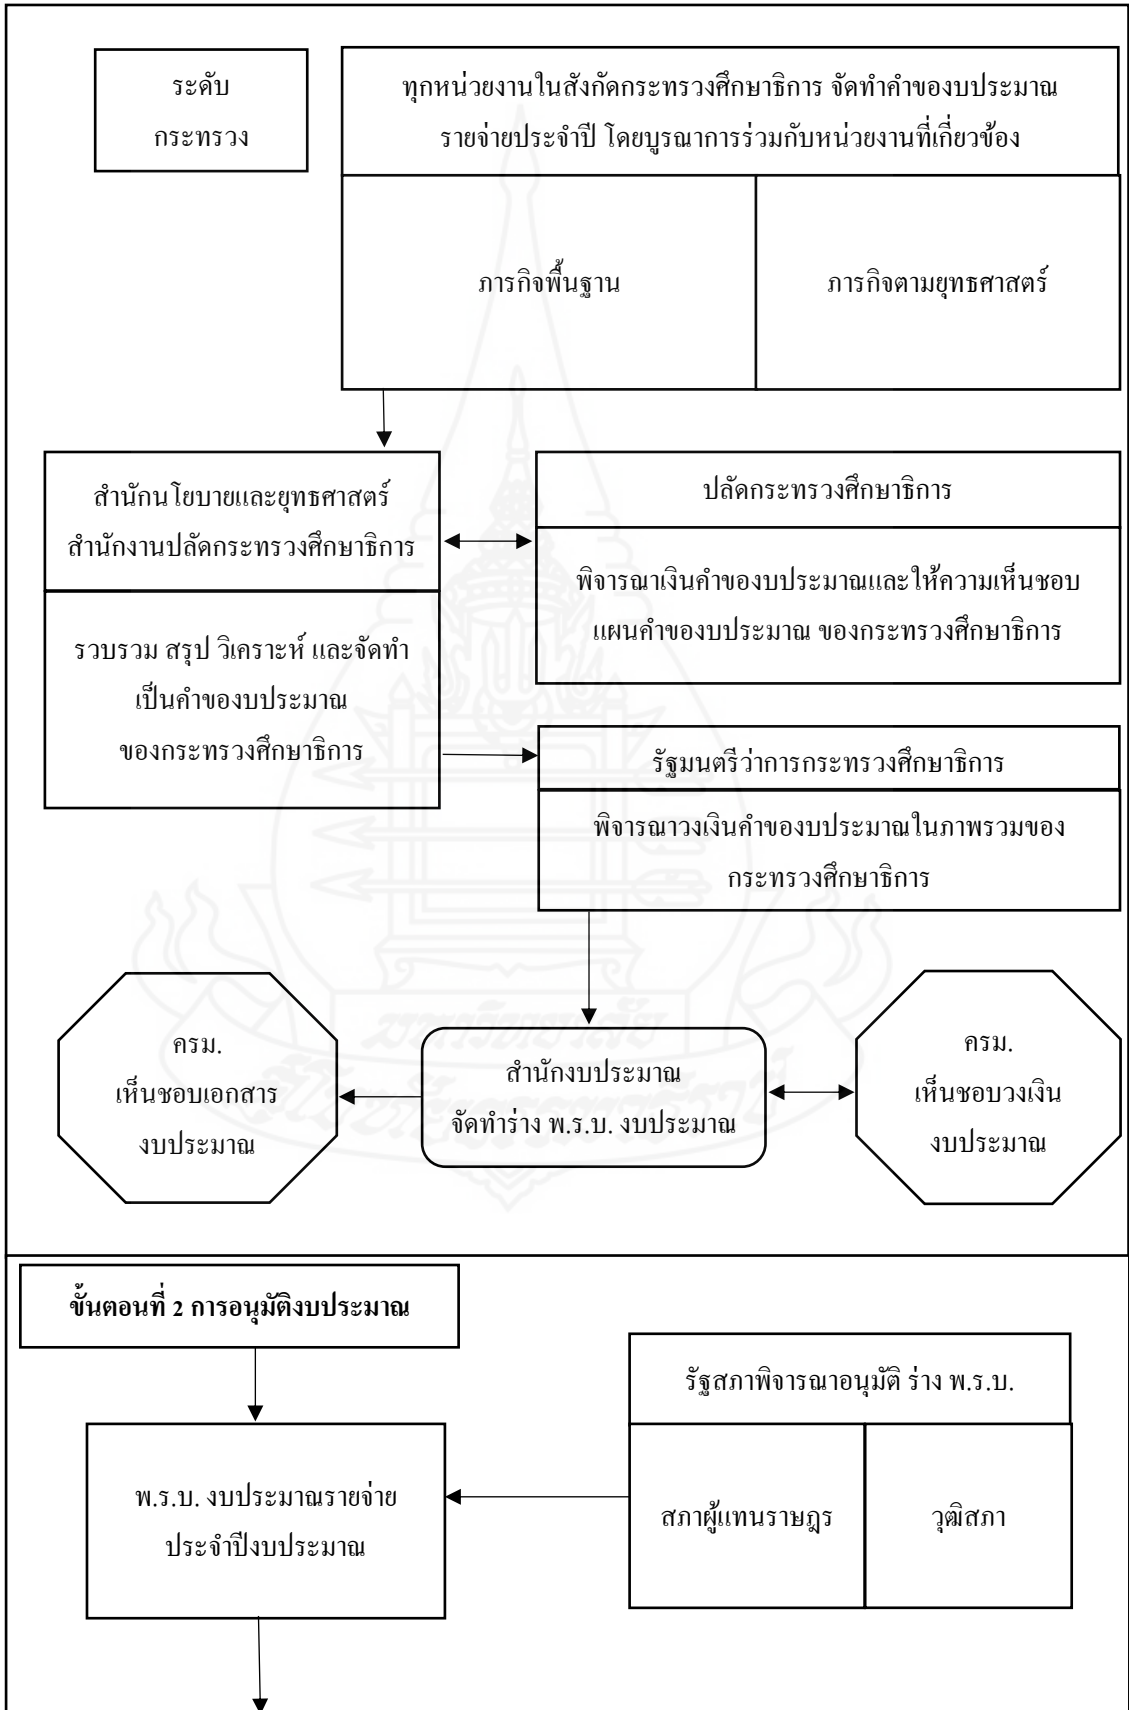 ระดับ
กระทรวง
ทุกหน่วยงานในสังกัดกระทรวงศึกษาธิการ จัดทำคำของบประมาณ
รายจ่ายประจำปี โดยบูรณาการร่วมกับหน่วยงานที่เกี่ยวข้อง
ภารกิจพื้นฐาน
ภารกิจตามยุทธศาสตร์
สำนักนโยบายและยุทธศาสตร์
สำนักงานปลัดกระทรวงศึกษาธิการ
รวบรวม สรุป วิเคราะห์ และจัดทำ
เป็นคำของบประมาณ
ของกระทรวงศึกษาธิการ
ปลัดกระทรวงศึกษาธิการ
พิจารณาเงินคำของบประมาณและให้ความเห็นชอบ
แผนคำของบประมาณ ของกระทรวงศึกษาธิการ
รัฐมนตรีว่าการกระทรวงศึกษาธิการ
พิจารณาวงเงินคำของบประมาณในภาพรวมของ
กระทรวงศึกษาธิการ
ครม.
เห็นชอบเอกสาร
งบประมาณ
สำนักงบประมาณ
จัดทำร่าง พ.ร.บ. งบประมาณ
ครม.
เห็นชอบวงเงิน
งบประมาณ
มหาวิทยาลัย
สุโขทัยธรรมาธิราช
ขั้นตอนที่ 2 การอนุมัติงบประมาณ
รัฐสภาพิจารณาอนุมัติ ร่าง พ.ร.บ.
สภาผู้แทนราษฎร
วุฒิสภา
พ.ร.บ. งบประมาณรายจ่าย
ประจำปีงบประมาณ